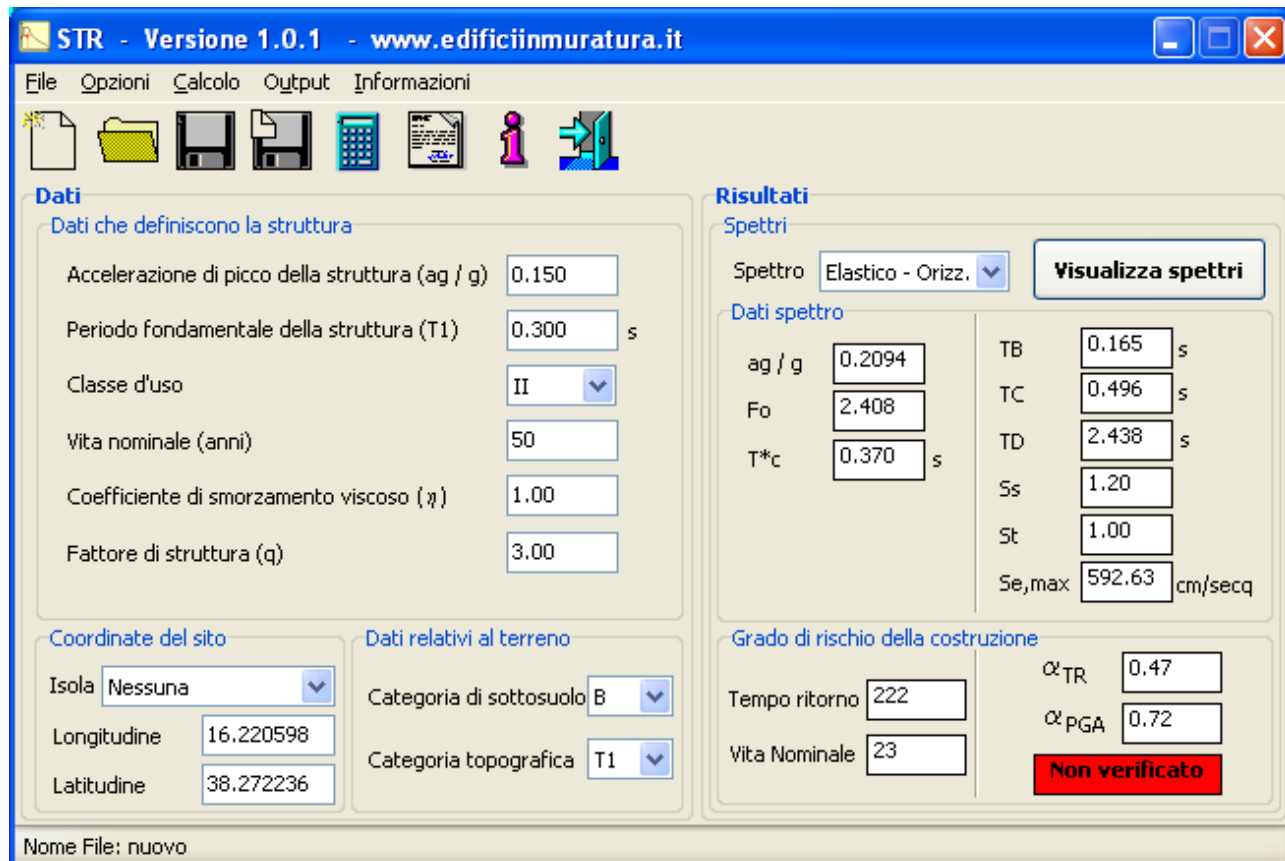 STR - Versione 1.0.1 - www.edificiinmuratura.it
File Opzioni Calcolo Output Informazioni
Dati
Dati che definiscono la struttura
Accelerazione di picco della struttura (ag / g) 0.150
Periodo fondamentale della struttura (T1) 0.300 s
Classe d'uso II
Vita nominale (anni) 50
Coefficiente di smorzamento viscoso (η) 1.00
Fattore di struttura (q) 3.00
Coordinate del sito
Isola Nessuna
Longitudine 16.220598
Latitudine 38.272236
Dati relativi al terreno
Categoria di sottosuolo B
Categoria topografica T1
Risultati
Spettri
Spettro Elastico - Orizz. Visualizza spettri
Dati spettro
ag / g 0.2094
Fo 2.408
T*c 0.370 s
TB 0.165 s
TC 0.496 s
TD 2.438 s
Ss 1.20
St 1.00
Se,max 592.63 cm/secq
Grado di rischio della costruzione
Tempo ritorno 222
Vita Nominale 23
αTR 0.47
αPGA 0.72
Non verificato
Nome File: nuovo